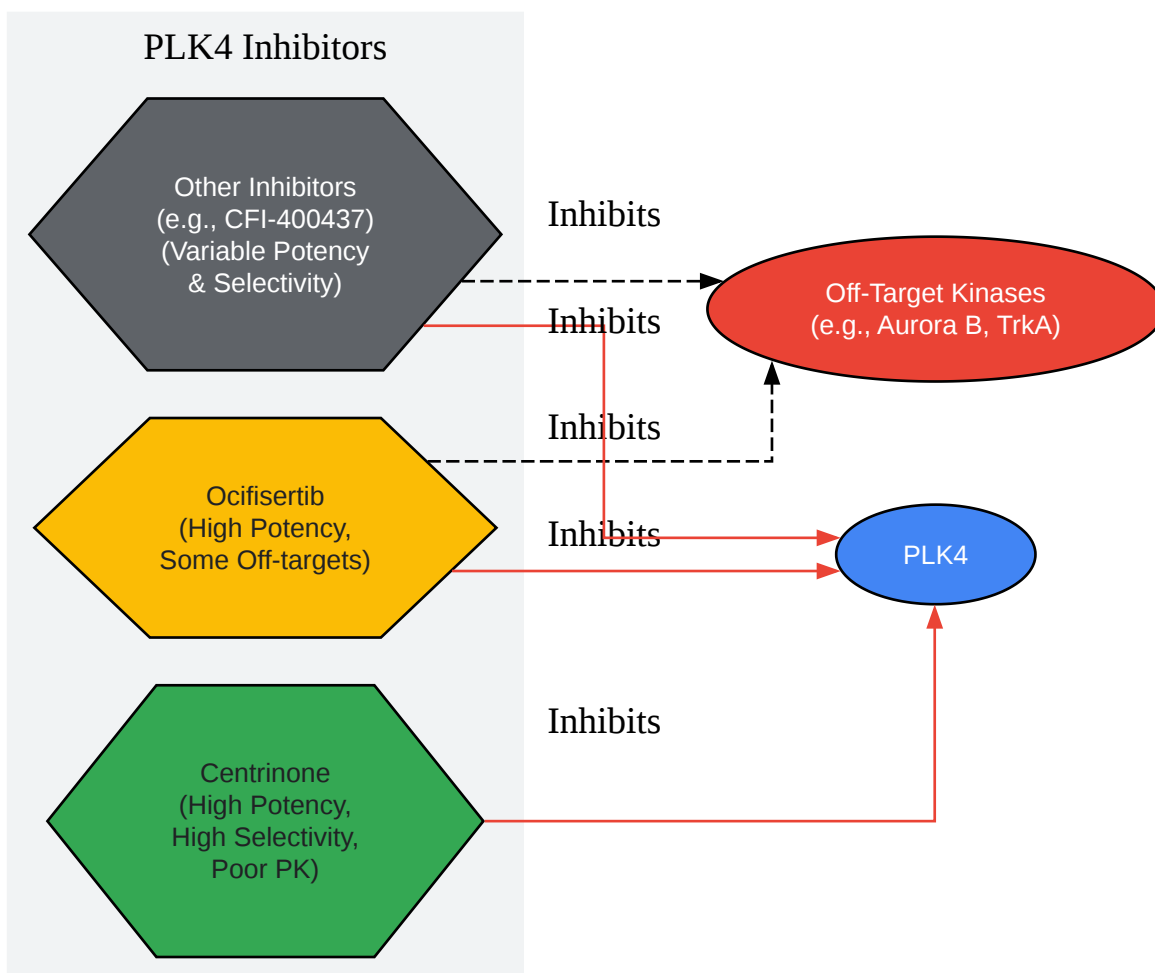 PLK4 Inhibitors
Other Inhibitors
(e.g., CFI-400437)
(Variable Potency
& Selectivity)
Inhibits
Off-Target Kinases
(e.g., Aurora B, TrkA)
Inhibits
Inhibits
Ocifisertib
(High Potency,
Some Off-targets)
Inhibits
PLK4
Inhibits
Centrinone
(High Potency,
High Selectivity,
Poor PK)